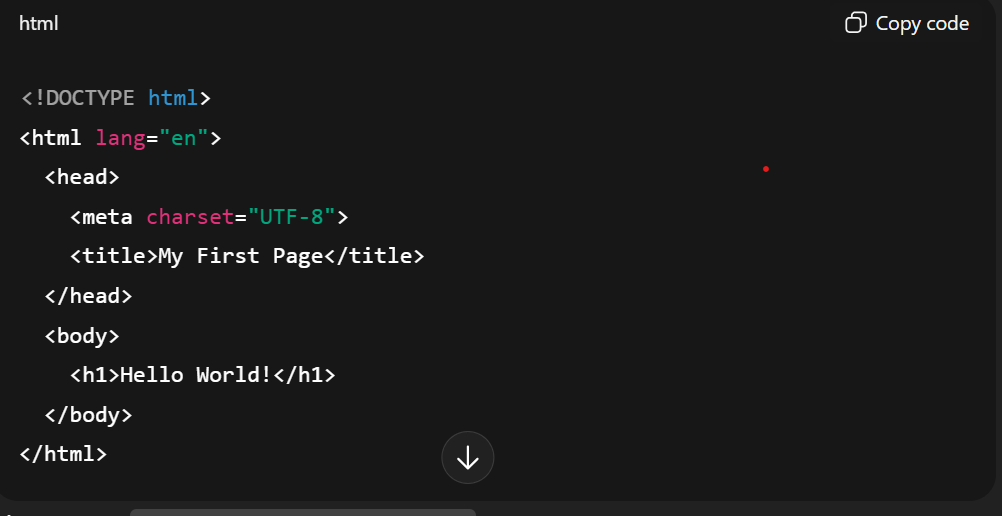 html
Copy code
<!DOCTYPE html>
<html lang="en">
  <head>
    <meta charset="UTF-8">
    <title>My First Page</title>
  </head>
  <body>
    <h1>Hello World!</h1>
  </body>
</html>